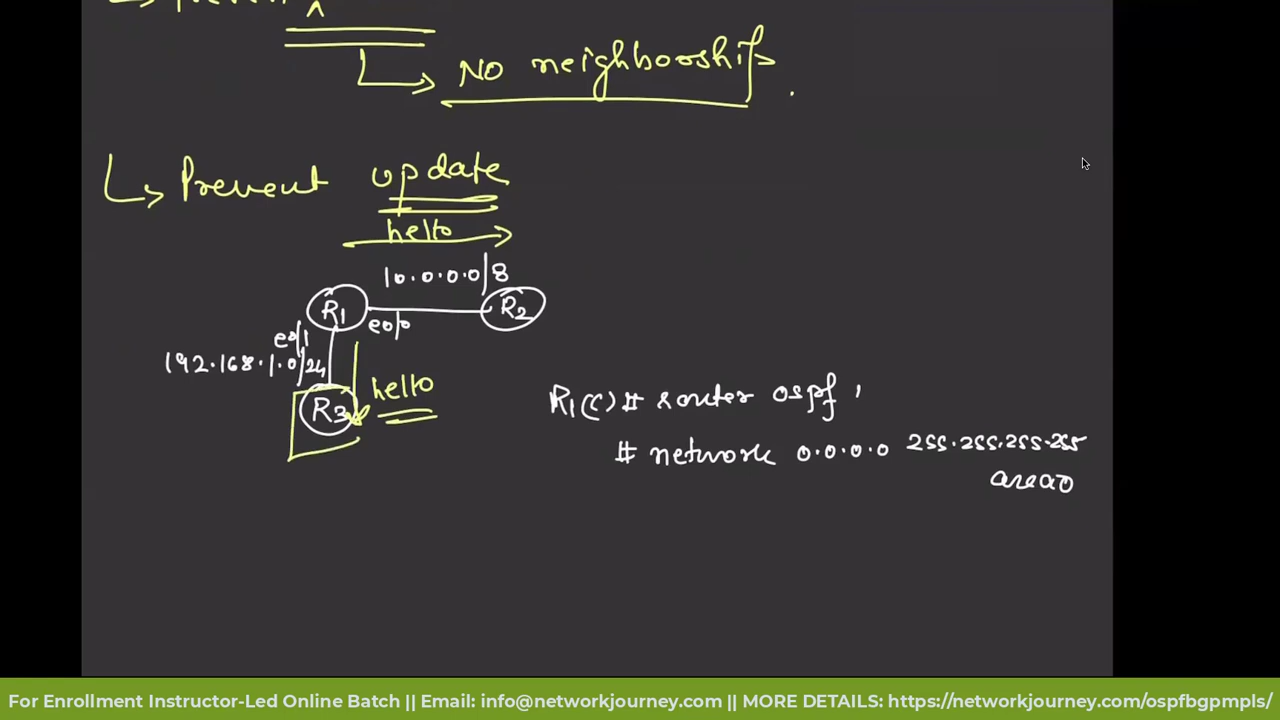 ↳ prevent
↳ NO neighbooships.
↳ Prevent update
hello
10.0.0.0/8
R1
R2
e0/1
e0/0
192.168.1.0/24
hello
R3
R1(c)# router ospf 1
# network 0.0.0.0 255.255.255.255
area 0
For Enrollment Instructor-Led Online Batch || Email: info@networkjourney.com || MORE DETAILS: https://networkjourney.com/ospfbgpmpls/